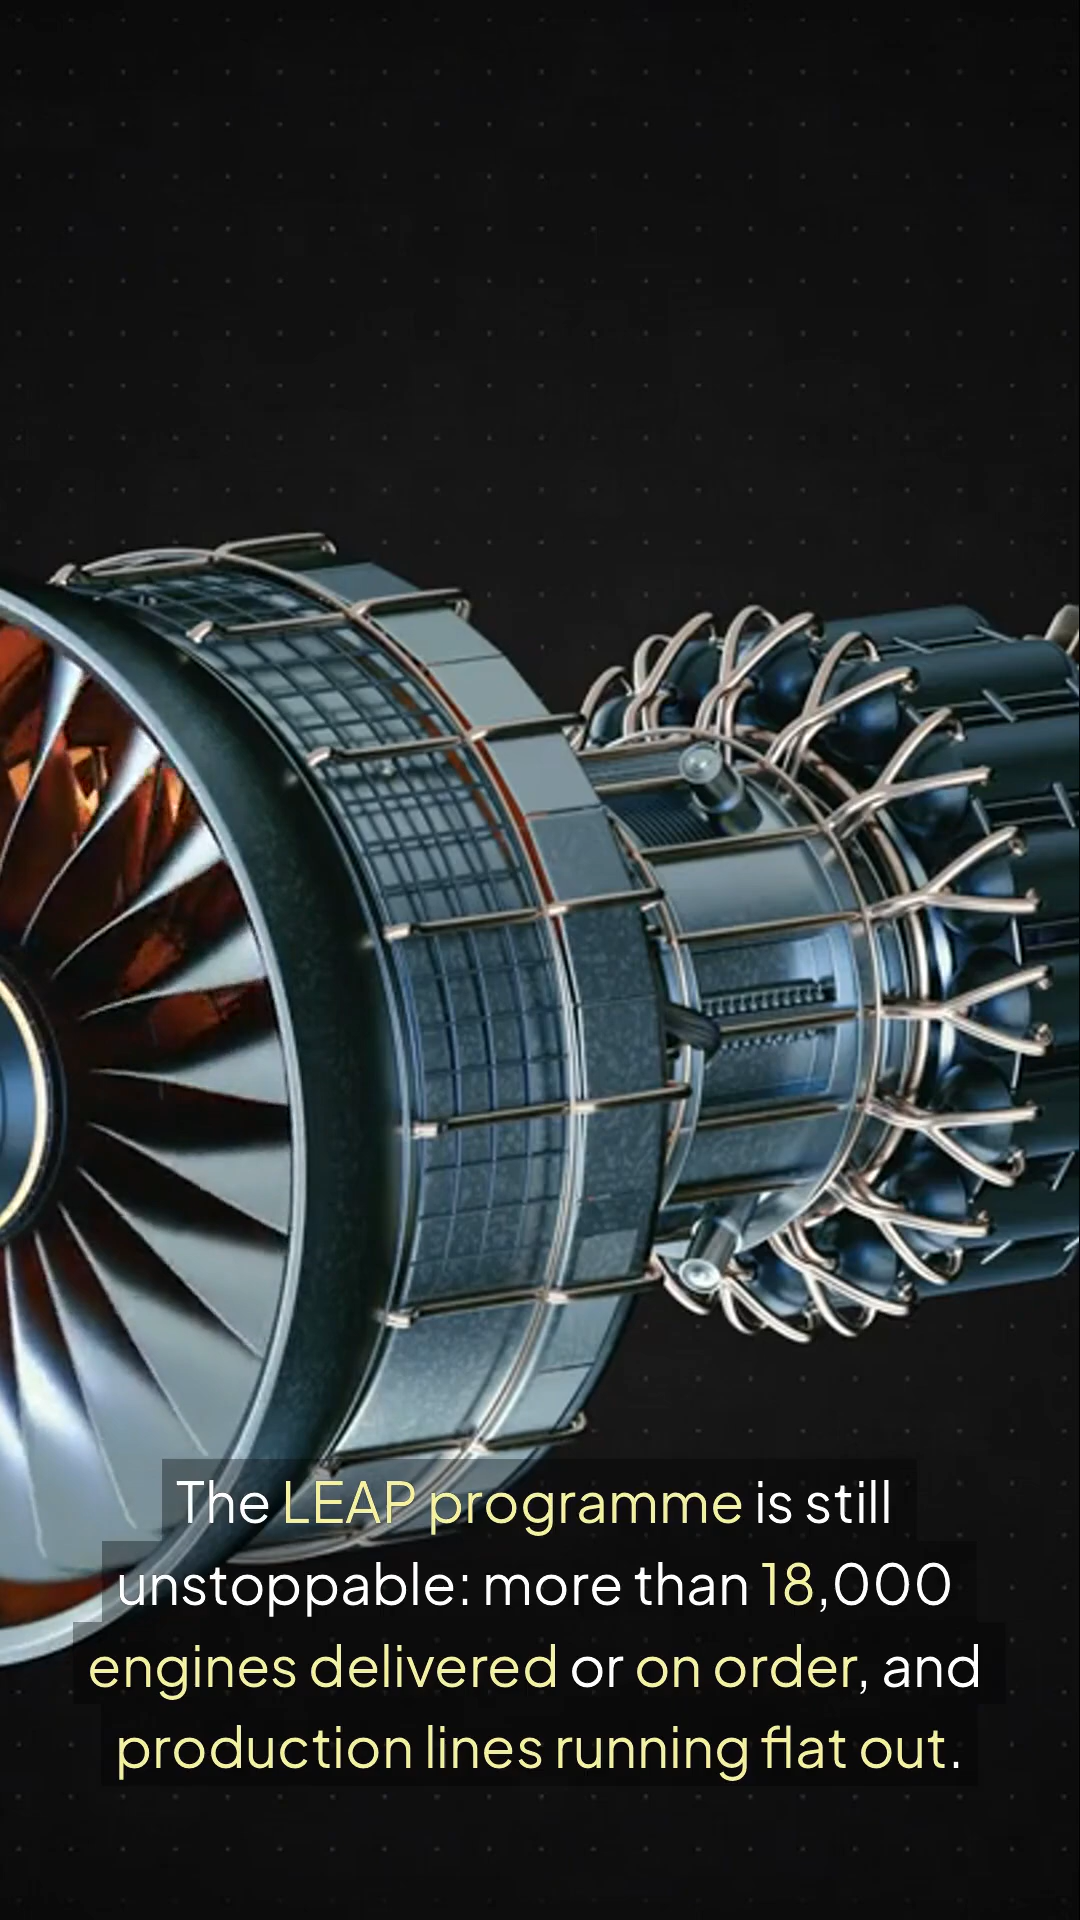 The LEAP programme is still
unstoppable: more than 18,000
engines delivered or on order, and
production lines running flat out.